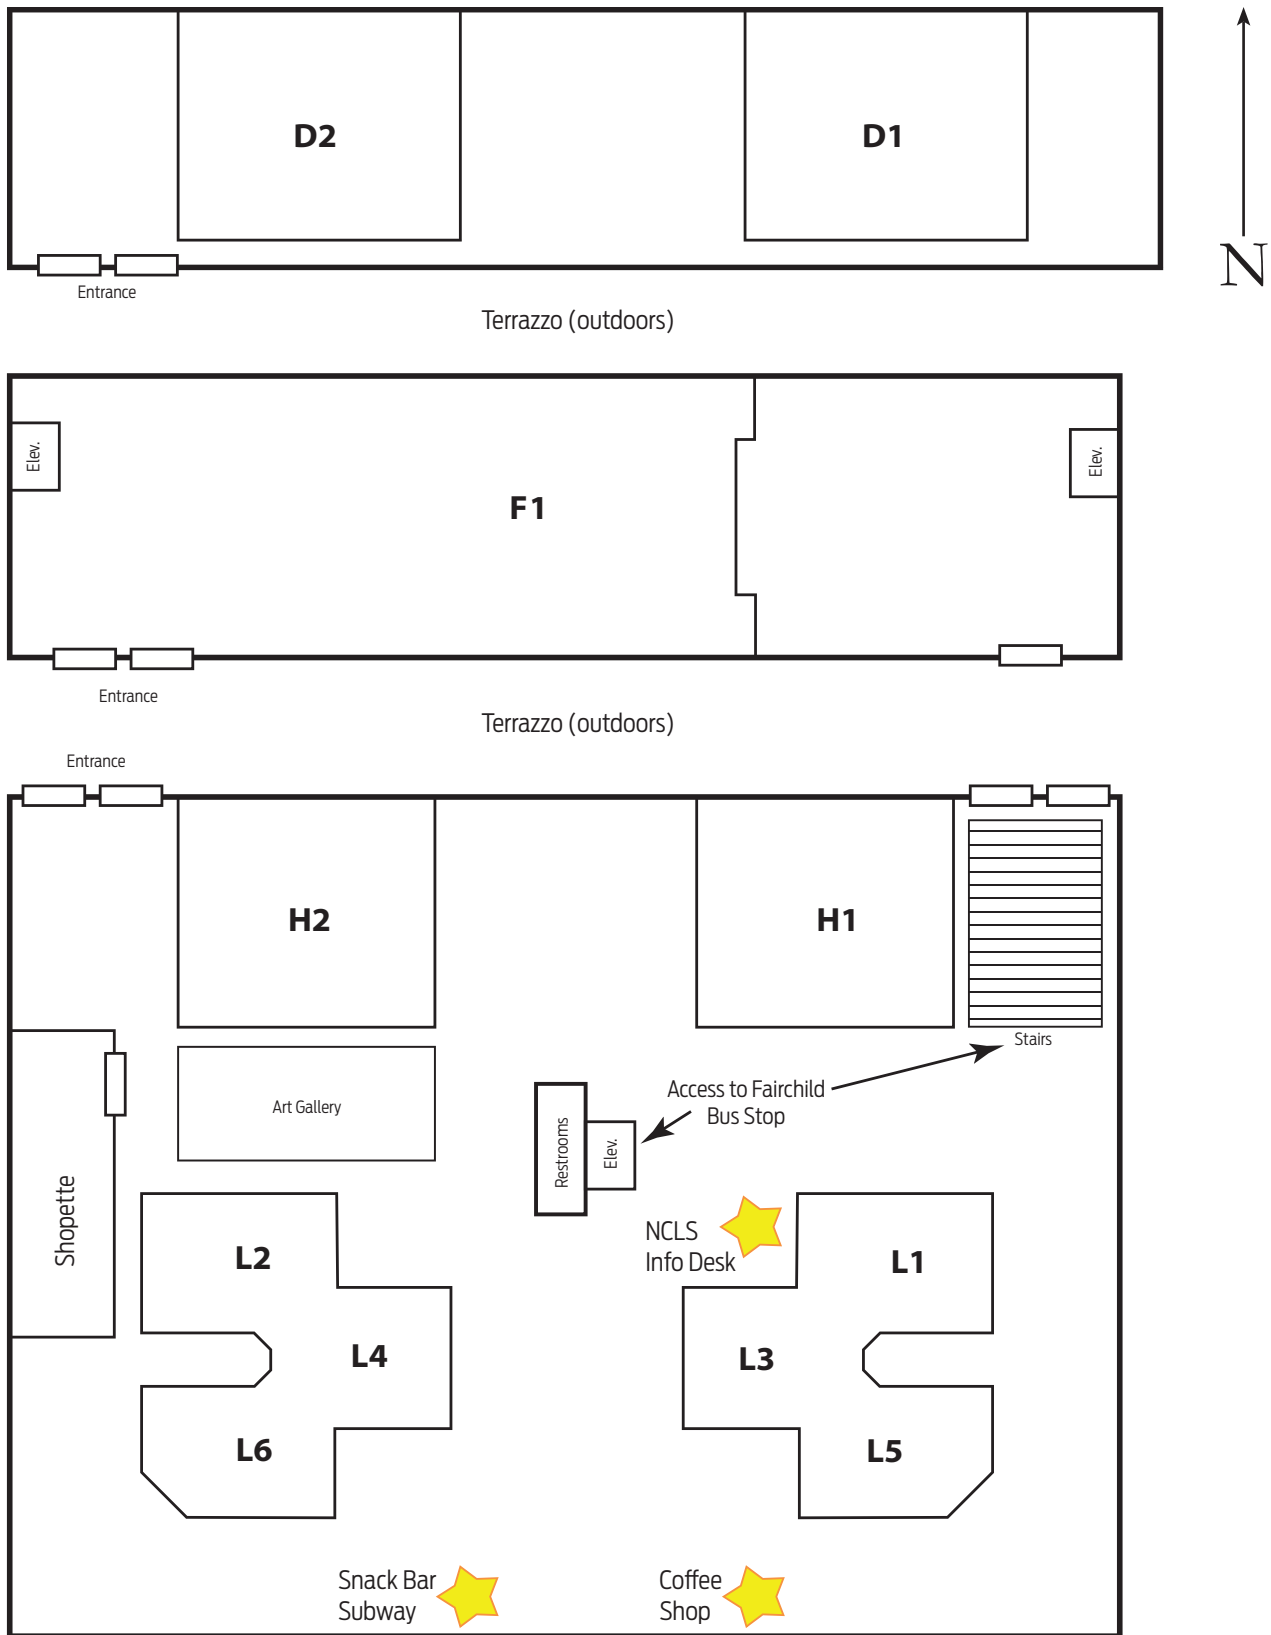 D2
D1
N
Entrance
Terrazzo (outdoors)
Elev.
F1
Elev.
Entrance
Terrazzo (outdoors)
Entrance
H2
H1
Stairs
Access to Fairchild
Bus Stop
Art Gallery
Restrooms
Elev.
Shopette
NCLS
Info Desk
L2
L1
L4
L3
L6
L5
Snack Bar
Subway
Coffee
Shop